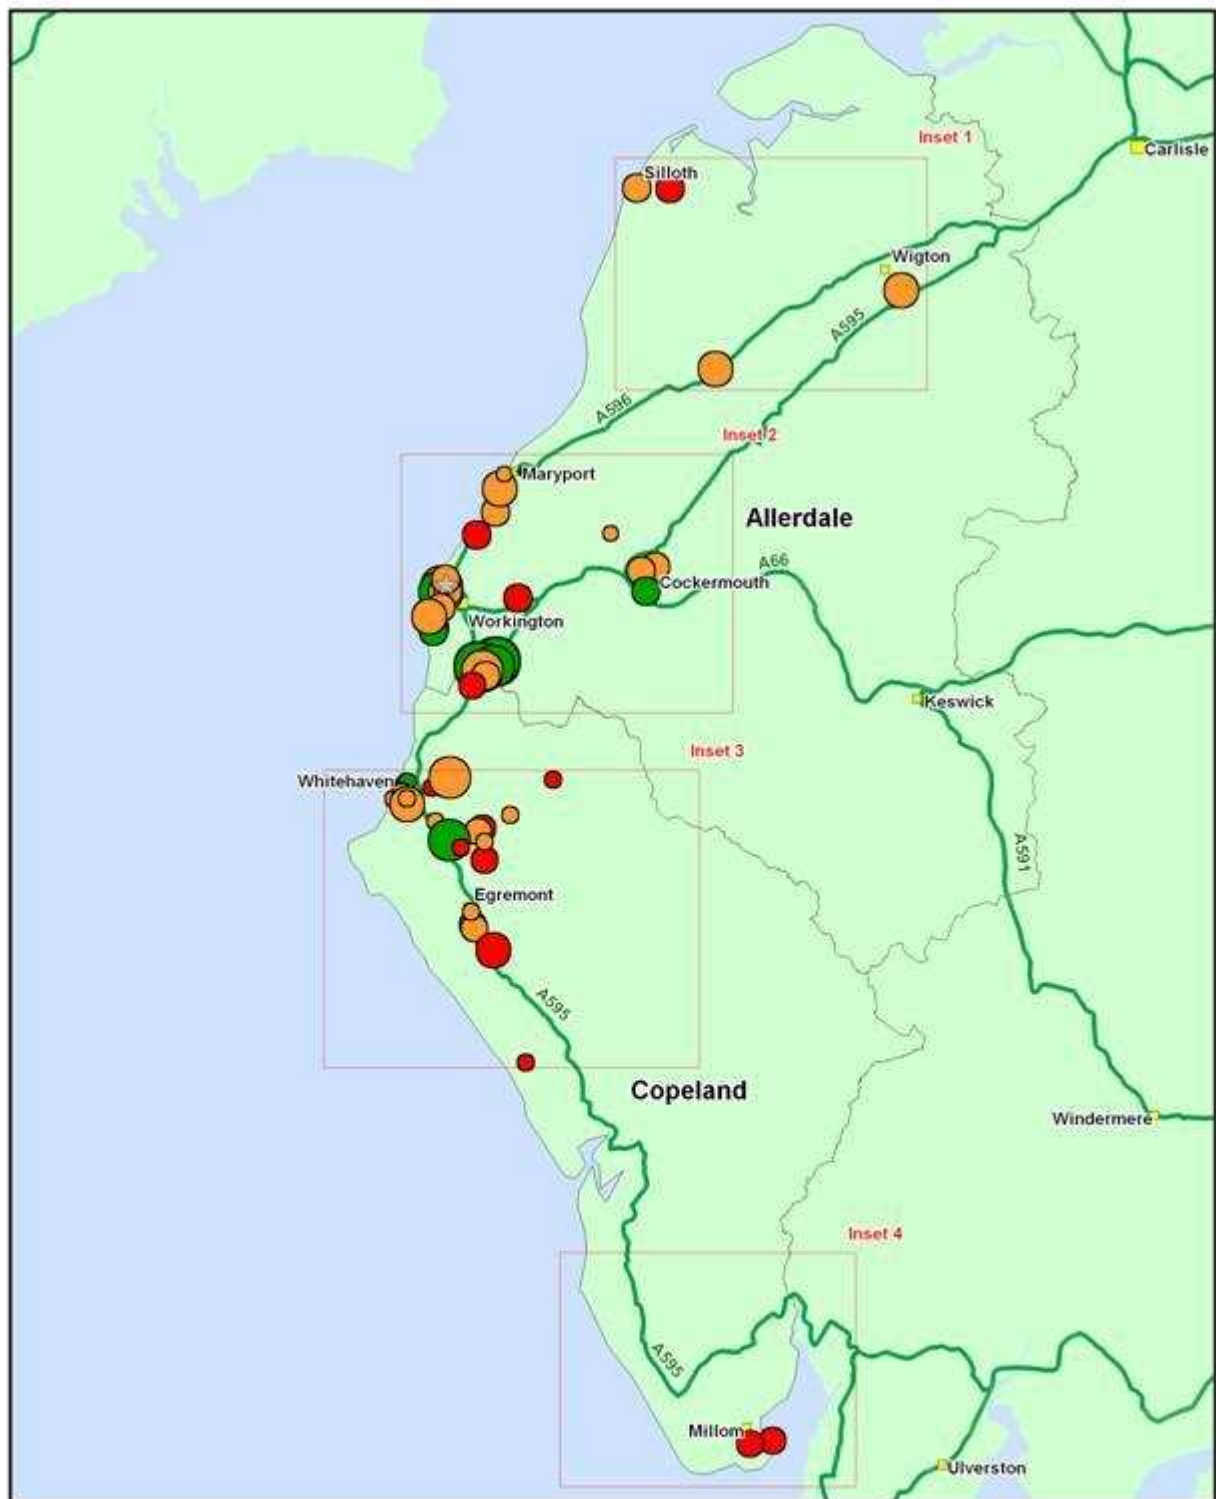 Inset 1
Carlisle
Silloth
Wigton
A595
A596
Inset 2
Maryport
Allerdale
A66
Cockermouth
Workington
Keswick
Inset 3
Whitehaven
A591
Egremont
A595
Copeland
Windermere
Inset 4
A595
Millom
Ulverston